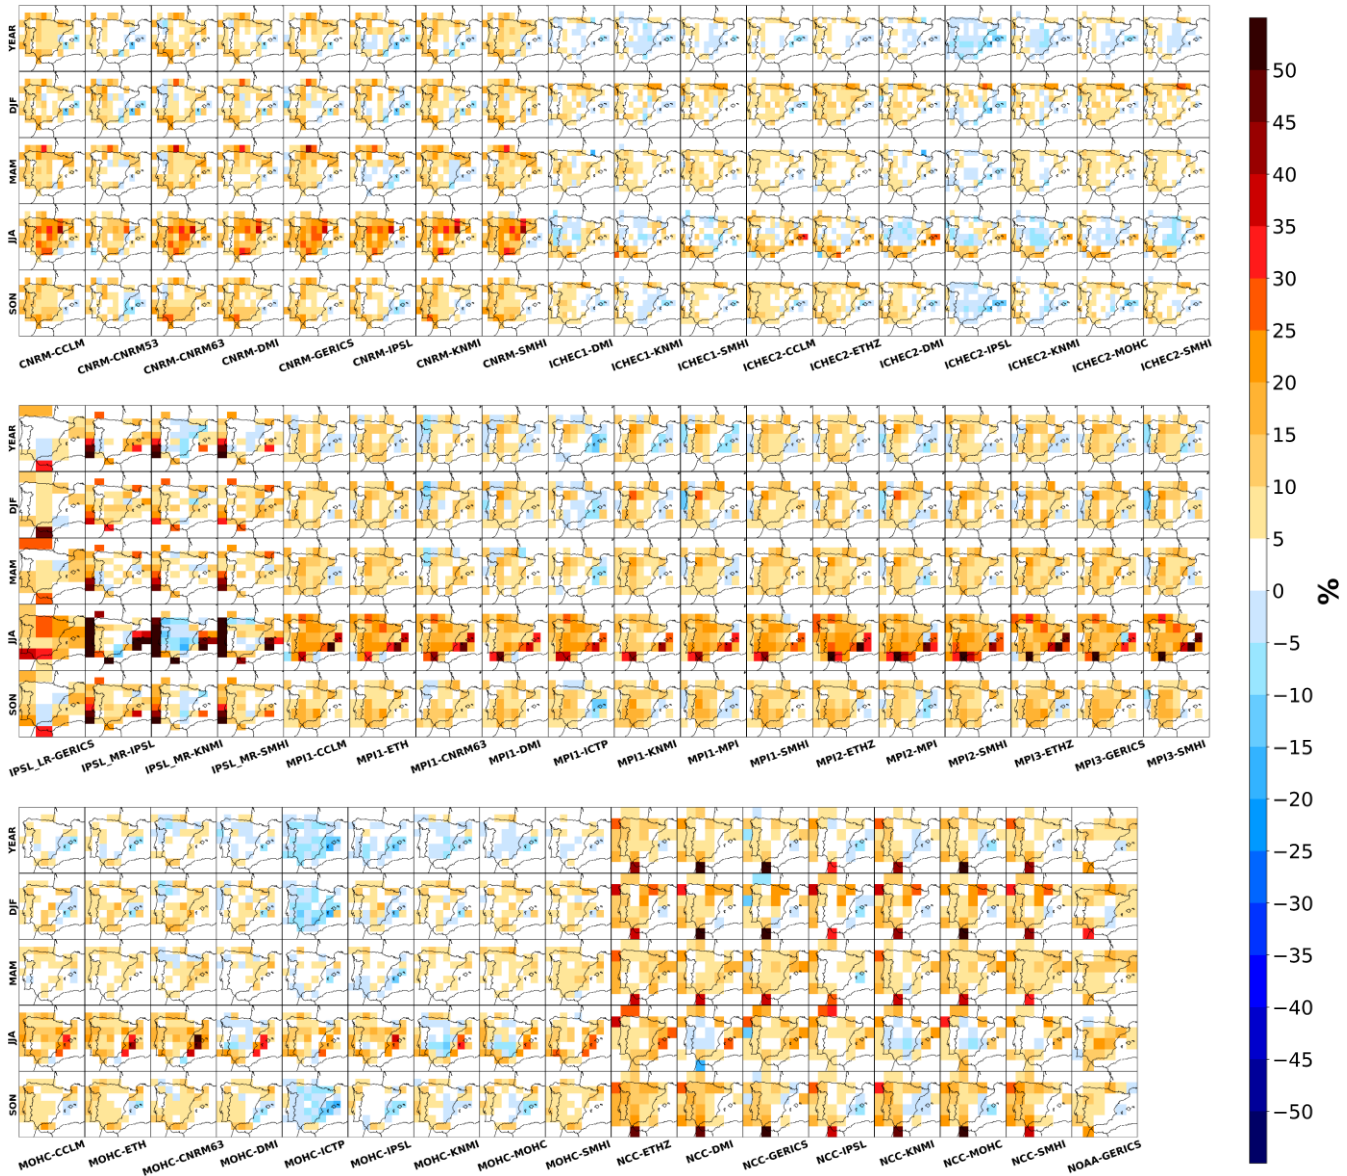 YEAR
DJF
MAM
JJA
SON
CNRM-CCLM CNRM-CNRM53 CNRM-CNRM63 CNRM-DMI CNRM-GERICS CNRM-IPSL CNRM-KNMI CNRM-SMHI ICHEC1-DMI ICHEC1-KNMI ICHEC1-SMHI ICHEC2-CCLM ICHEC2-ETHZ ICHEC2-DMI ICHEC2-IPSL ICHEC2-KNMI ICHEC2-MOHC ICHEC2-SMHI
YEAR
DJF
MAM
JJA
SON
IPSL_LR-GERICS IPSL_MR-IPSL IPSL_MR-KNMI IPSL_MR-SMHI MPI1-CCLM MPI1-ETH MPI1-CNRM63 MPI1-DMI MPI1-ICTP MPI1-KNMI MPI1-MPI MPI1-SMHI MPI2-ETHZ MPI2-MPI MPI2-SMHI MPI3-ETHZ MPI3-GERICS MPI3-SMHI
YEAR
DJF
MAM
JJA
SON
MOHC-CCLM MOHC-ETH MOHC-CNRM63 MOHC-DMI MOHC-ICTP MOHC-IPSL MOHC-KNMI MOHC-MOHC MOHC-SMHI NCC-ETHZ NCC-DMI NCC-GERICS NCC-IPSL NCC-KNMI NCC-MOHC NCC-SMHI NOAA-GERICS
50
45
40
35
30
25
20
15
10
5
0
−5
−10
−15
−20
−25
−30
−35
−40
−45
−50
%